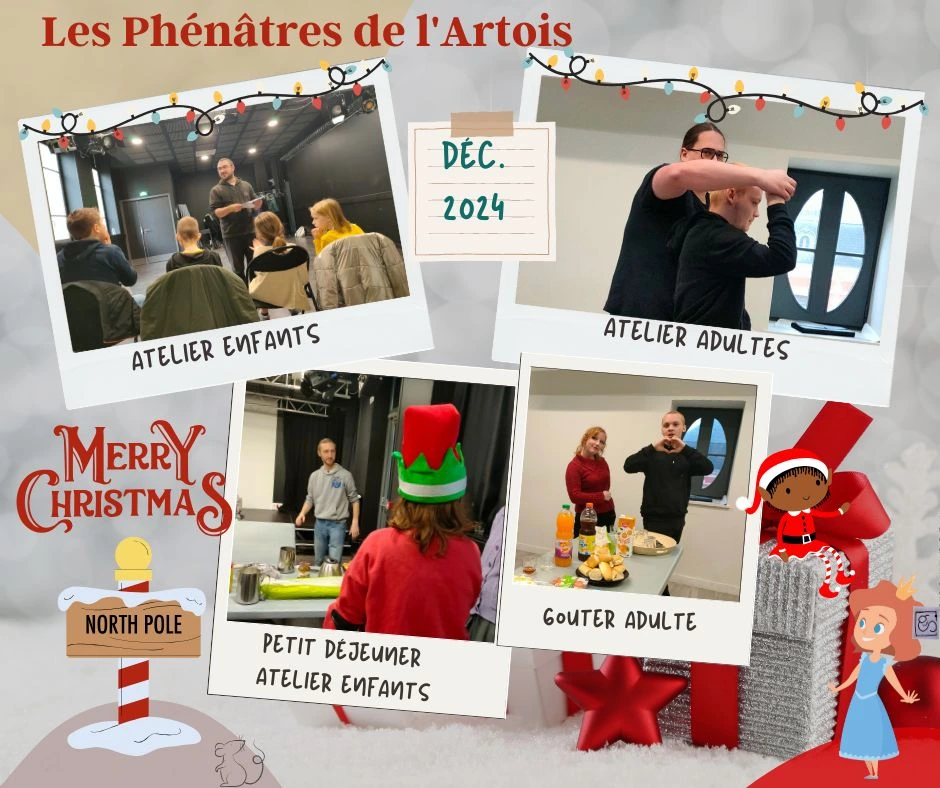 Les Phénâtres de l'Artois
DÉC.
2024
ATELIER ENFANTS
ATELIER ADULTES
MERRY
CHRISTMAS
NORTH POLE
PETIT DÉJEUNER
ATELIER ENFANTS
GOUTER ADULTE